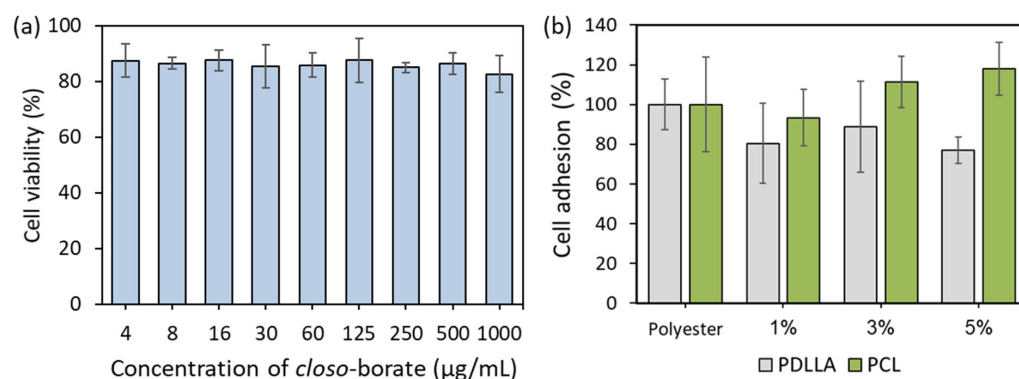 (a)
Cell viability (%)
100
80
60
40
20
0
4 8 16 30 60 125 250 500 1000
Concentration of closo-borate (µg/mL)
(b)
Cell adhesion (%)
140
120
100
80
60
40
20
0
Polyester 1% 3% 5%
PDLLA PCL